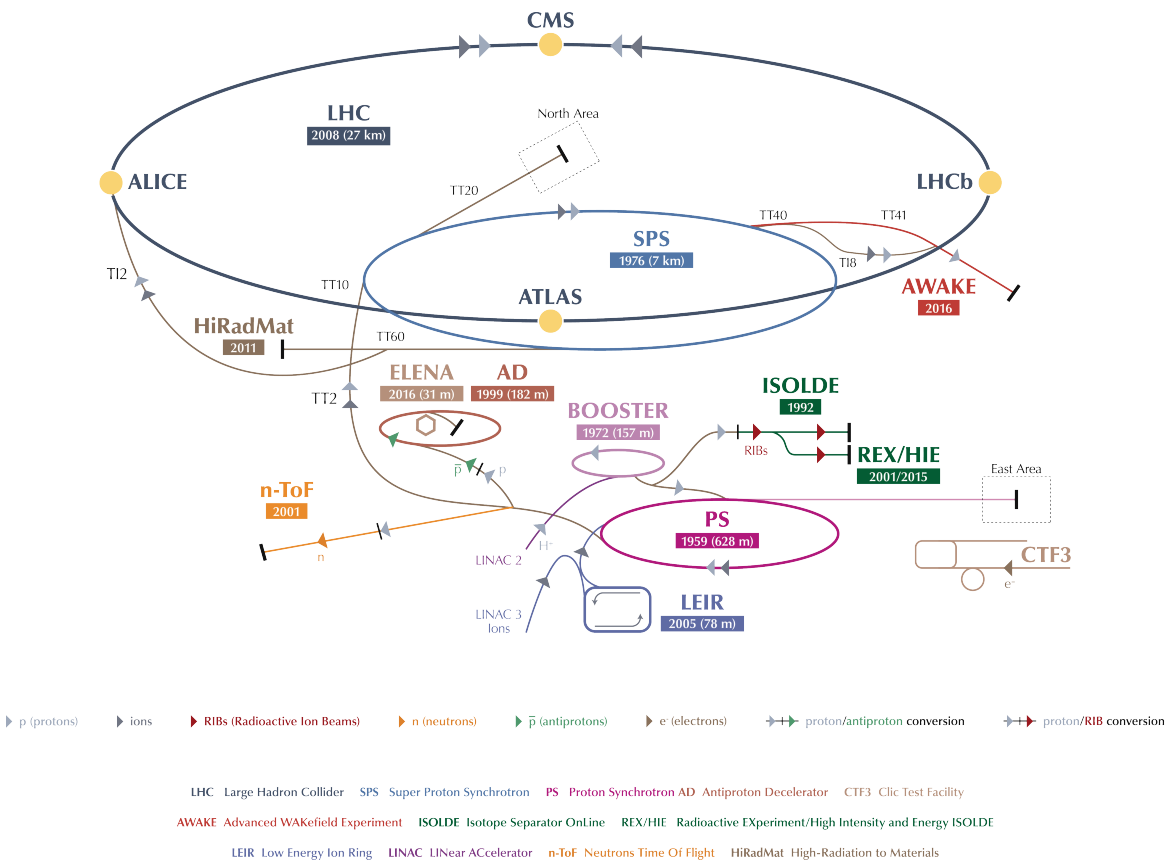 CMS
LHC
2008 (27 km)
North Area
ALICE
LHCb
TT20
TT40
TT41
SPS
1976 (7 km)
TI8
TI2
TT10
ATLAS
AWAKE
2016
HiRadMat
2011
TT60
ELENA
2016 (31 m)
AD
1999 (182 m)
TT2
ISOLDE
1992
BOOSTER
1972 (157 m)
RIBs
REX/HIE
2001/2015
p̅
p
East Area
n-ToF
2001
PS
1959 (628 m)
n
H⁻
LINAC 2
CTF3
e⁻
LINAC 3
Ions
LEIR
2005 (78 m)
p (protons)
ions
RIBs (Radioactive Ion Beams)
n (neutrons)
p̅ (antiprotons)
e⁻ (electrons)
proton/antiproton conversion
proton/RIB conversion
LHC Large Hadron Collider SPS Super Proton Synchrotron PS Proton Synchrotron AD Antiproton Decelerator CTF3 Clic Test Facility
AWAKE Advanced WAKefield Experiment ISOLDE Isotope Separator OnLine REX/HIE Radioactive EXperiment/High Intensity and Energy ISOLDE
LEIR Low Energy Ion Ring LINAC LINear ACcelerator n-ToF Neutrons Time Of Flight HiRadMat High-Radiation to Materials